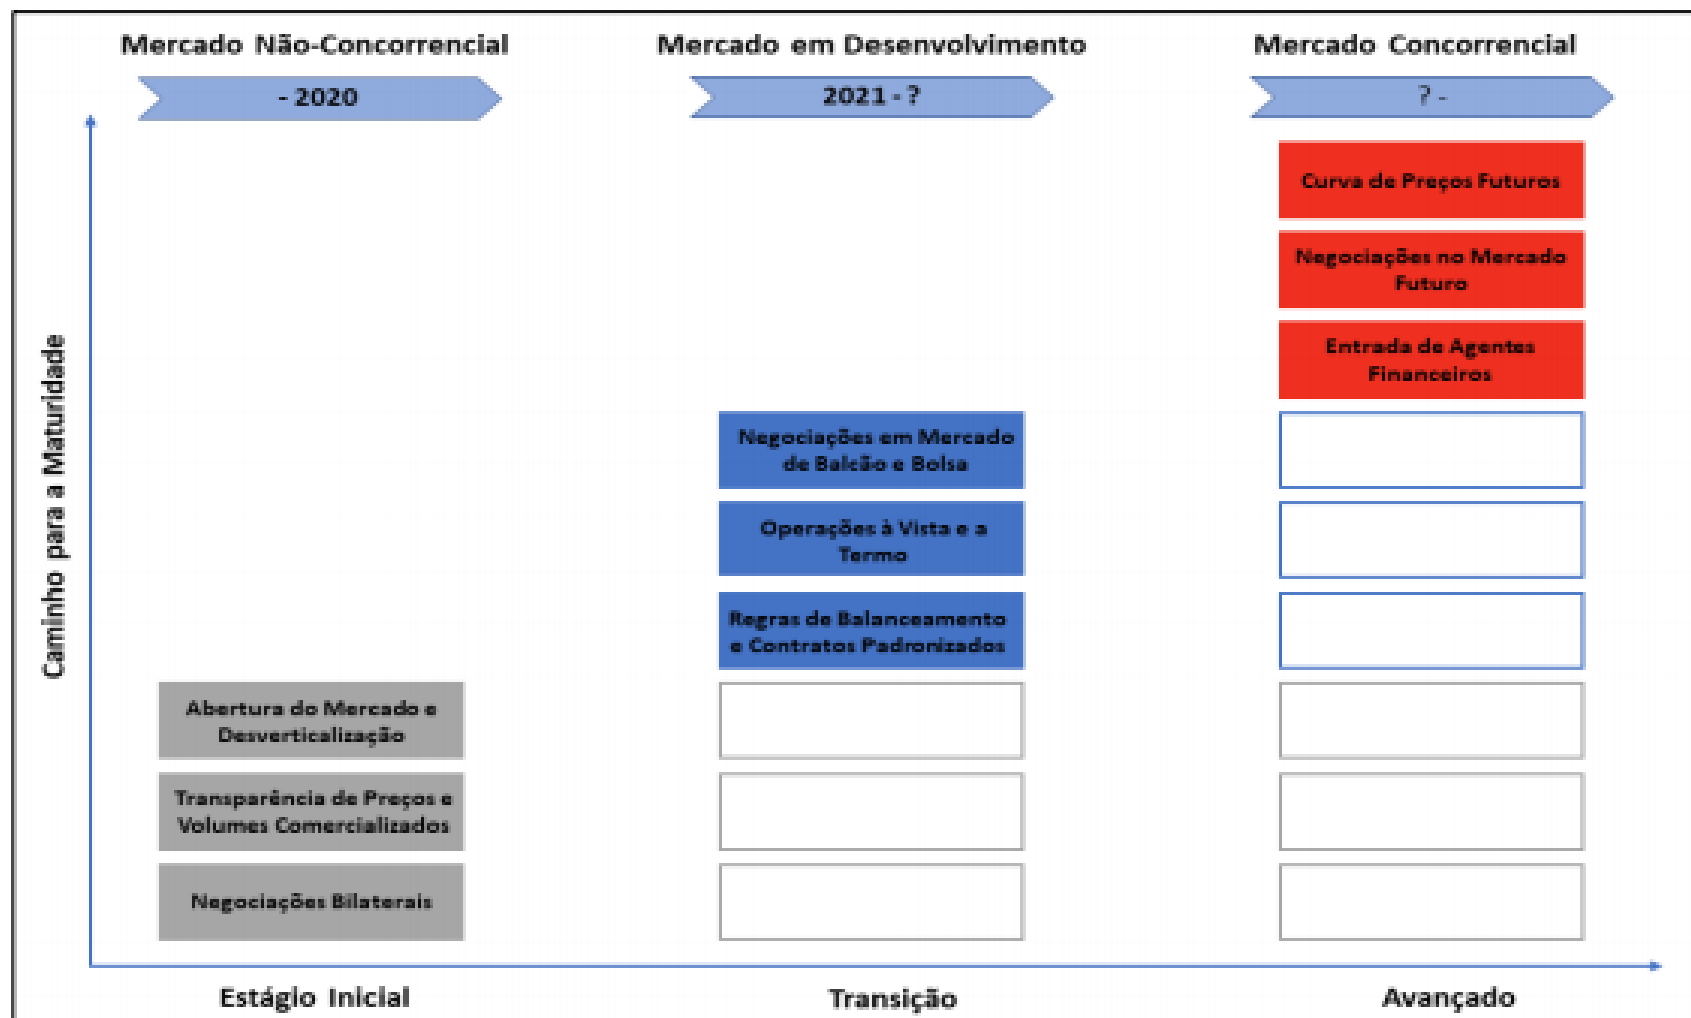 Mercado Não-Concorrencial
Mercado em Desenvolvimento
Mercado Concorrencial
- 2020
2021 - ?
? -
Caminho para a Maturidade
Curva de Preços Futuros
Negociações no Mercado
Futuro
Entrada de Agentes
Financeiros
Negociações em Mercado
de Balcão e Bolsa
Operações à Vista e a
Termo
Regras de Balanceamento
e Contratos Padronizados
Abertura do Mercado e
Desverticalização
Transparência de Preços e
Volumes Comercializados
Negociações Bilaterais
Estágio Inicial
Transição
Avançado